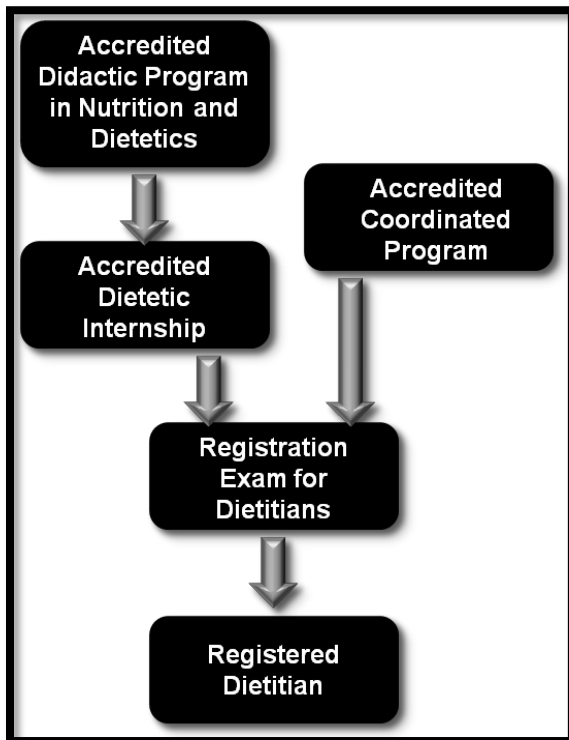 Accredited
Didactic Program
in Nutrition and
Dietetics
Accredited
Coordinated
Program
Accredited
Dietetic
Internship
Registration
Exam for
Dietitians
Registered
Dietitian